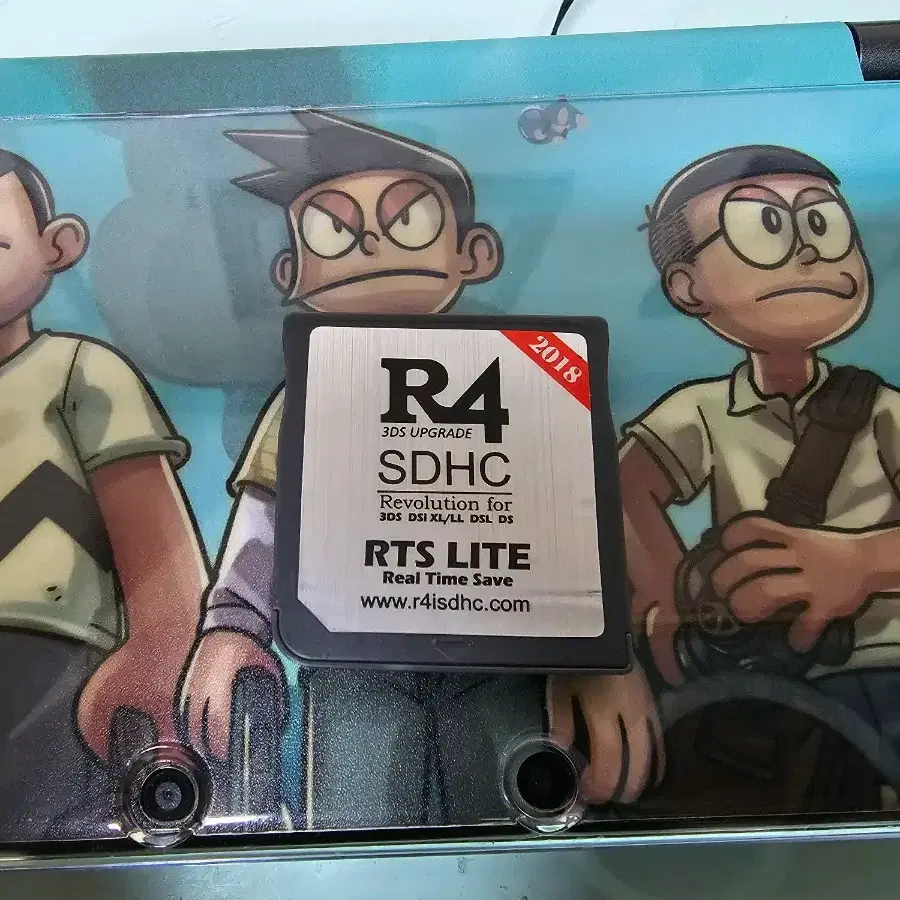 2018
R4
3DS UPGRADE
SDHC
Revolution for
3DS DSi XL/LL DSL DS
RTS LITE
Real Time Save
www.r4isdhc.com